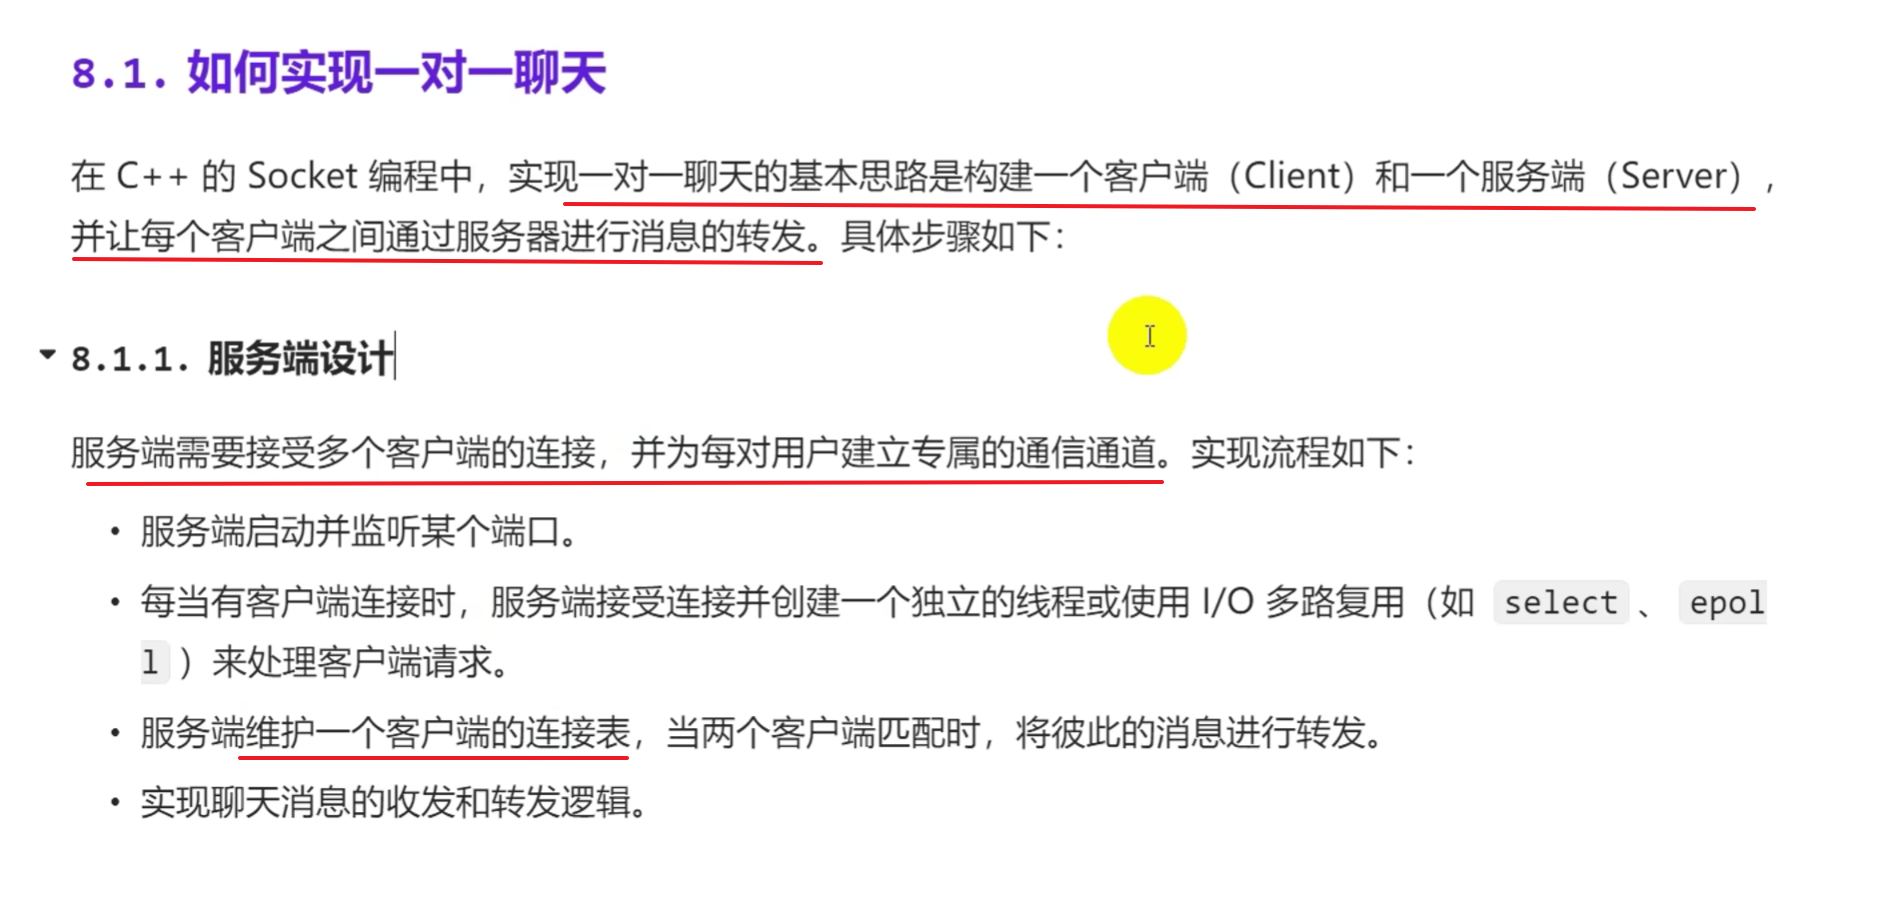 8.1. 如何实现一对一聊天
在 C++ 的 Socket 编程中，实现一对一聊天的基本思路是构建一个客户端（Client）和一个服务端（Server），
并让每个客户端之间通过服务器进行消息的转发。具体步骤如下：
8.1.1. 服务端设计
服务端需要接受多个客户端的连接，并为每对用户建立专属的通信通道。实现流程如下：
• 服务端启动并监听某个端口。
• 每当有客户端连接时，服务端接受连接并创建一个独立的线程或使用 I/O 多路复用（如 select 、 epol
l ）来处理客户端请求。
• 服务端维护一个客户端的连接表，当两个客户端匹配时，将彼此的消息进行转发。
• 实现聊天消息的收发和转发逻辑。